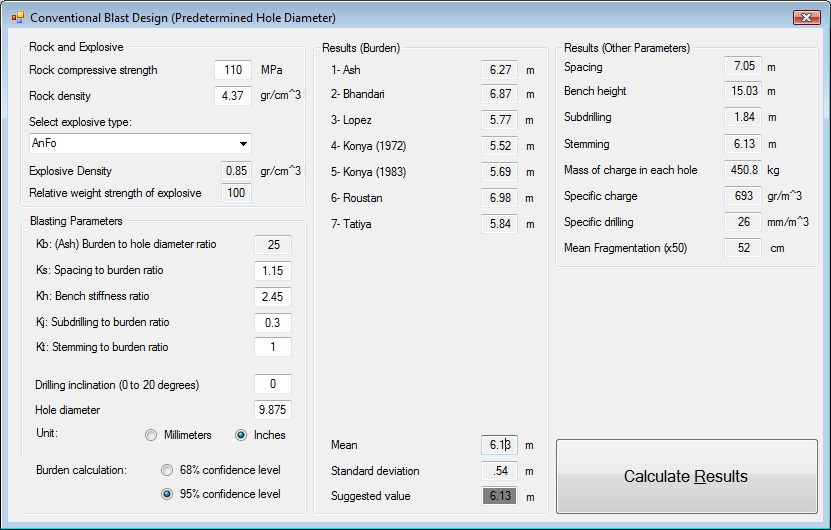 Conventional Blast Design (Predetermined Hole Diameter)
Rock and Explosive
Rock compressive strength 110 MPa
Rock density 4.37 gr/cm^3
Select explosive type:
AnFo
Explosive Density 0.85 gr/cm^3
Relative weight strength of explosive 100
Blasting Parameters
Kb: (Ash) Burden to hole diameter ratio 25
Ks: Spacing to burden ratio 1.15
Kh: Bench stiffness ratio 2.45
Kj: Subdrilling to burden ratio 0.3
Kt: Stemming to burden ratio 1
Drilling inclination (0 to 20 degrees) 0
Hole diameter 9.875
Unit: Millimeters Inches
Burden calculation: 68% confidence level
95% confidence level
Results (Burden)
1- Ash 6.27 m
2- Bhandari 6.87 m
3- Lopez 5.77 m
4- Konya (1972) 5.52 m
5- Konya (1983) 5.69 m
6- Roustan 6.98 m
7- Tatiya 5.84 m
Mean 6.13 m
Standard deviation .54 m
Suggested value 6.13 m
Results (Other Parameters)
Spacing 7.05 m
Bench height 15.03 m
Subdrilling 1.84 m
Stemming 6.13 m
Mass of charge in each hole 450.8 kg
Specific charge 693 gr/m^3
Specific drilling 26 mm/m^3
Mean Fragmentation (x50) 52 cm
Calculate Results